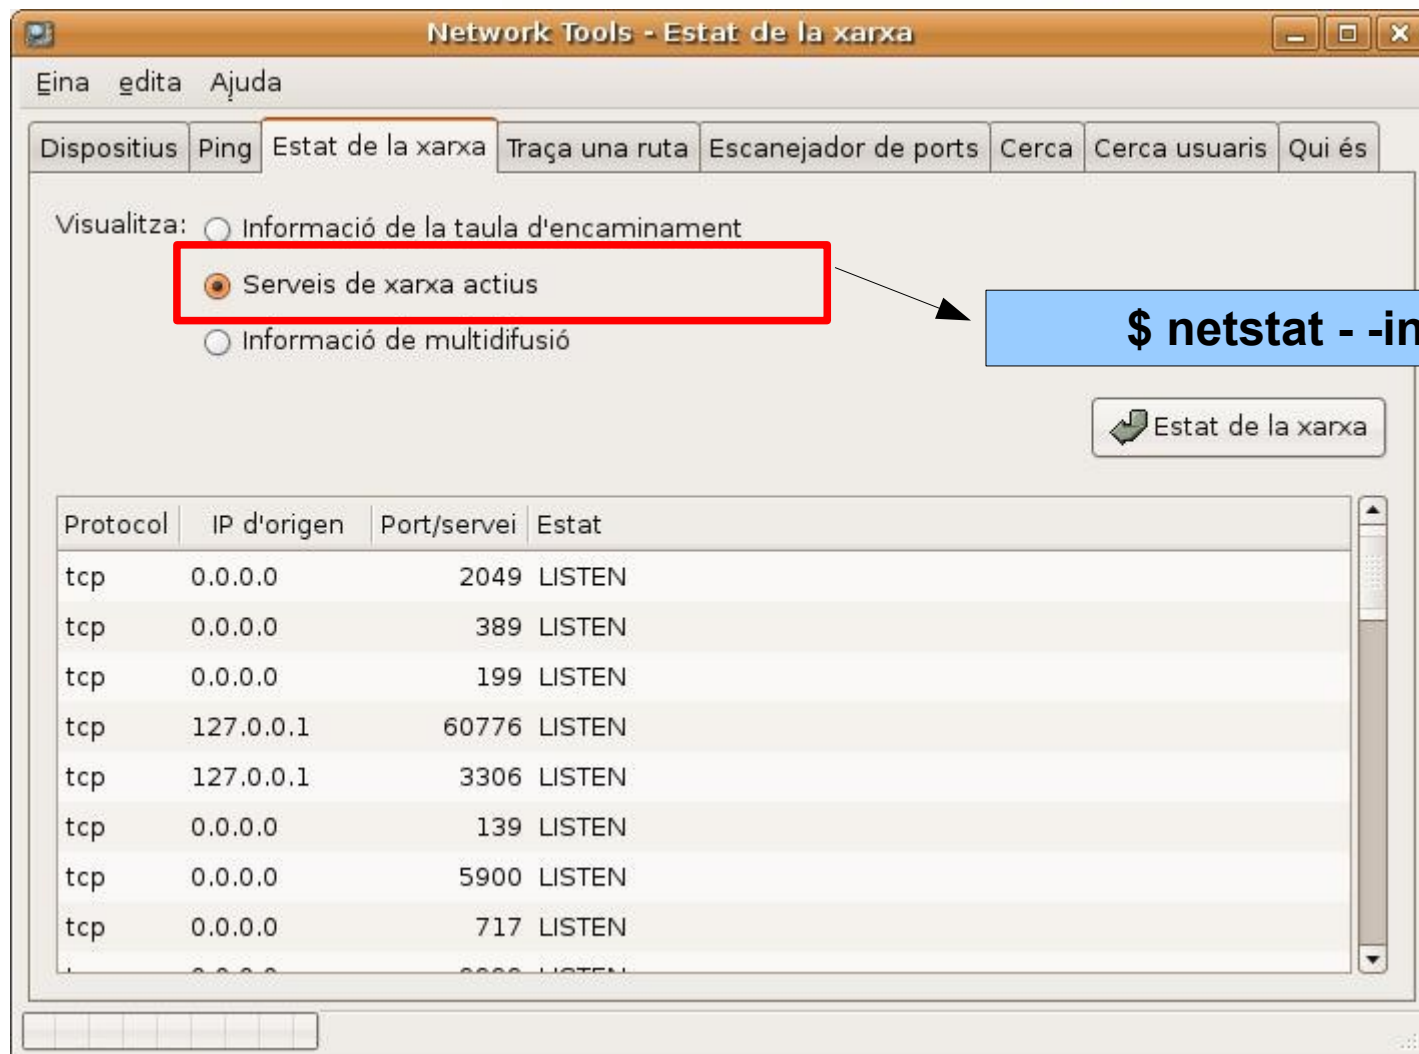 Network Tools - Estat de la xarxa
Eina edita Ajuda
Dispositius Ping Estat de la xarxa Traça una ruta Escanejador de ports Cerca Cerca usuaris Qui és
Visualitza: Informació de la taula d'encaminament
Serveis de xarxa actius
$ netstat - -in
Informació de multidifusió
Estat de la xarxa
Protocol IP d'origen Port/servei Estat
tcp 0.0.0.0 2049 LISTEN
tcp 0.0.0.0 389 LISTEN
tcp 0.0.0.0 199 LISTEN
tcp 127.0.0.1 60776 LISTEN
tcp 127.0.0.1 3306 LISTEN
tcp 0.0.0.0 139 LISTEN
tcp 0.0.0.0 5900 LISTEN
tcp 0.0.0.0 717 LISTEN